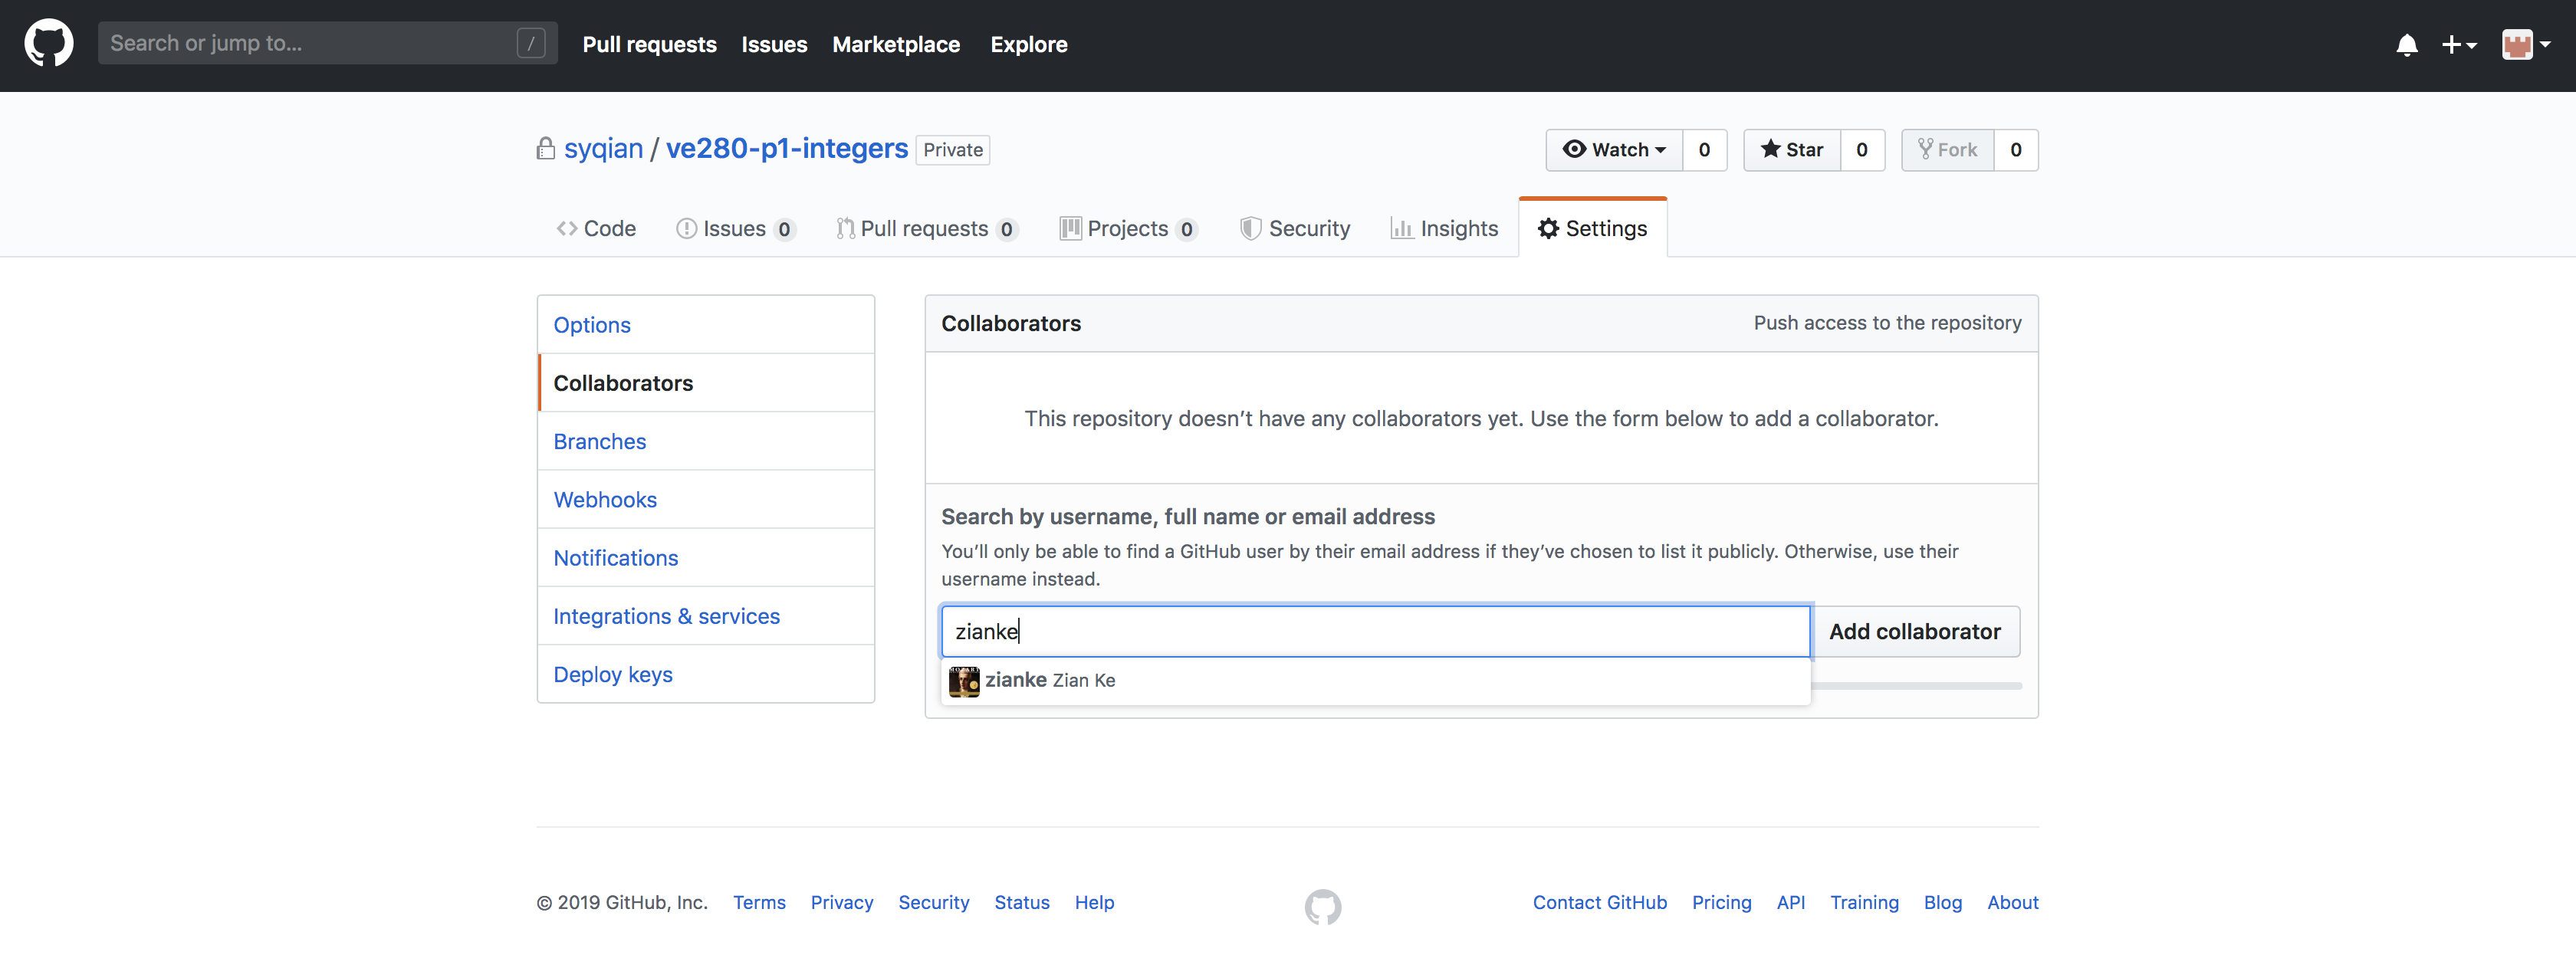 Search or jump to... /
Pull requests Issues Marketplace Explore
syqian / ve280-p1-integers Private
Watch 0 Star 0 Fork 0
Code Issues 0 Pull requests 0 Projects 0 Security Insights Settings
Options
Collaborators
Branches
Webhooks
Notifications
Integrations & services
Deploy keys
Collaborators Push access to the repository
This repository doesn’t have any collaborators yet. Use the form below to add a collaborator.
Search by username, full name or email address
You’ll only be able to find a GitHub user by their email address if they’ve chosen to list it publicly. Otherwise, use their
username instead.
zianke Add collaborator
zianke Zian Ke
© 2019 GitHub, Inc. Terms Privacy Security Status Help Contact GitHub Pricing API Training Blog About